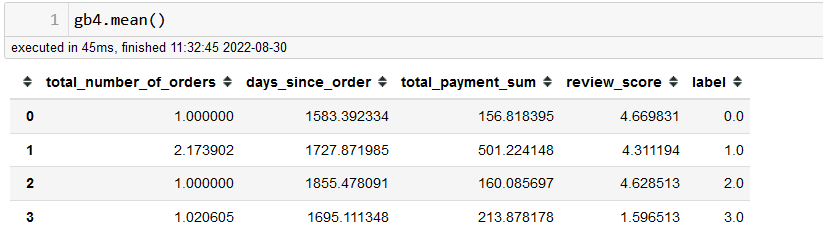 1 gb4.mean()
executed in 45ms, finished 11:32:45 2022-08-30
total_number_of_orders days_since_order total_payment_sum review_score label
0 1.000000 1583.392334 156.818395 4.669831 0.0
1 2.173902 1727.871985 501.224148 4.311194 1.0
2 1.000000 1855.478091 160.085697 4.628513 2.0
3 1.020605 1695.111348 213.878178 1.596513 3.0